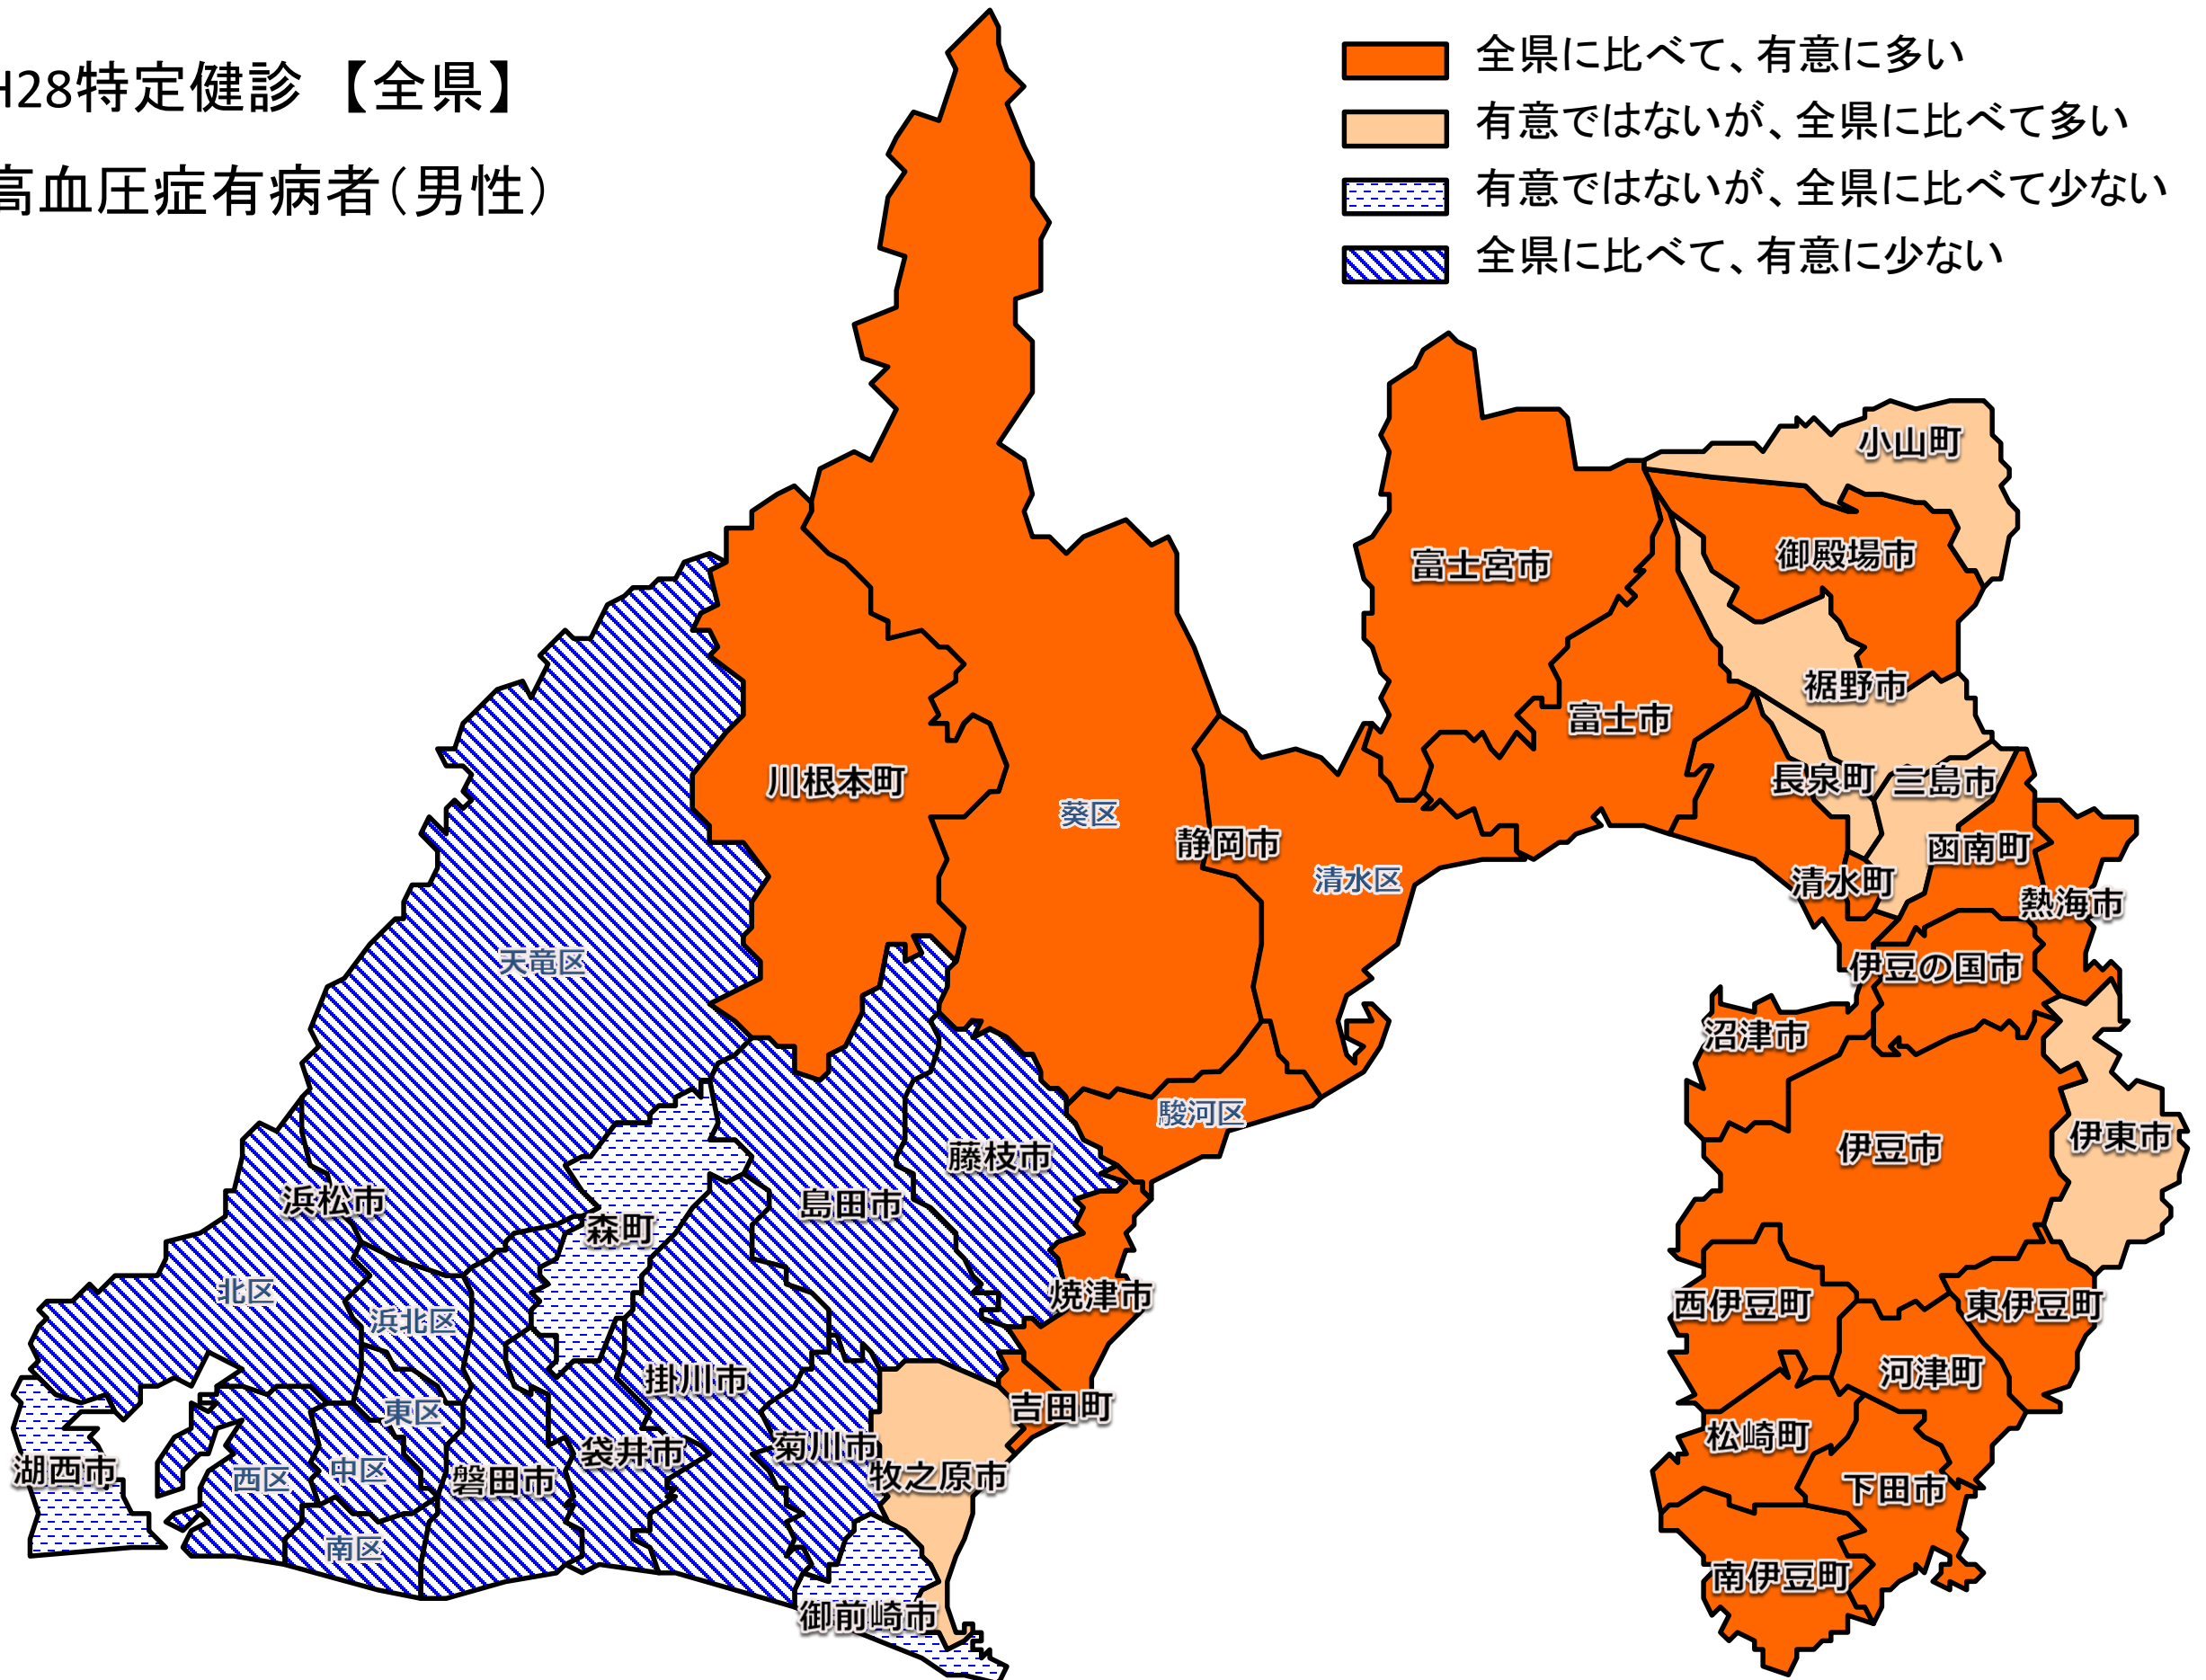 H28特定健診 【全県】
高血圧症有病者（男性）
全県に比べて、有意に多い
有意ではないが、全県に比べて多い
有意ではないが、全県に比べて少ない
全県に比べて、有意に少ない
小山町
御殿場市
富士宮市
裾野市
富士市
長泉町
三島市
川根本町
葵区
静岡市
函南町
清水区
清水町
熱海市
天竜区
伊豆の国市
沼津市
駿河区
伊東市
伊豆市
藤枝市
島田市
浜松市
森町
北区
焼津市
西伊豆町
東伊豆町
浜北区
河津町
掛川市
吉田町
東区
松崎町
菊川市
袋井市
湖西市
西区
中区
磐田市
牧之原市
下田市
南区
南伊豆町
御前崎市